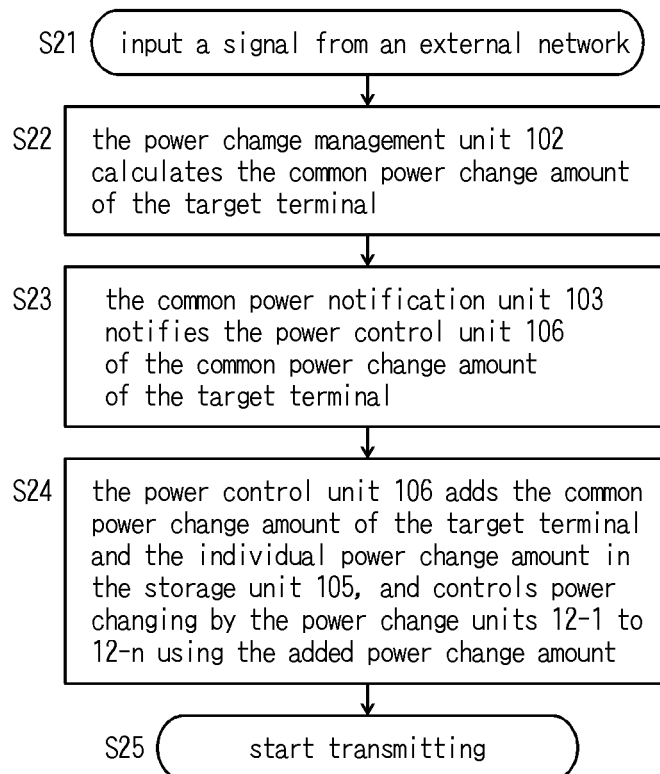 S21 input a signal from an external network
S22 the power chamge management unit 102
calculates the common power change amount
of the target terminal
S23 the common power notification unit 103
notifies the power control unit 106
of the common power change amount
of the target terminal
S24 the power control unit 106 adds the common
power change amount of the target terminal
and the individual power change amount in
the storage unit 105, and controls power
changing by the power change units 12-1 to
12-n using the added power change amount
S25 start transmitting